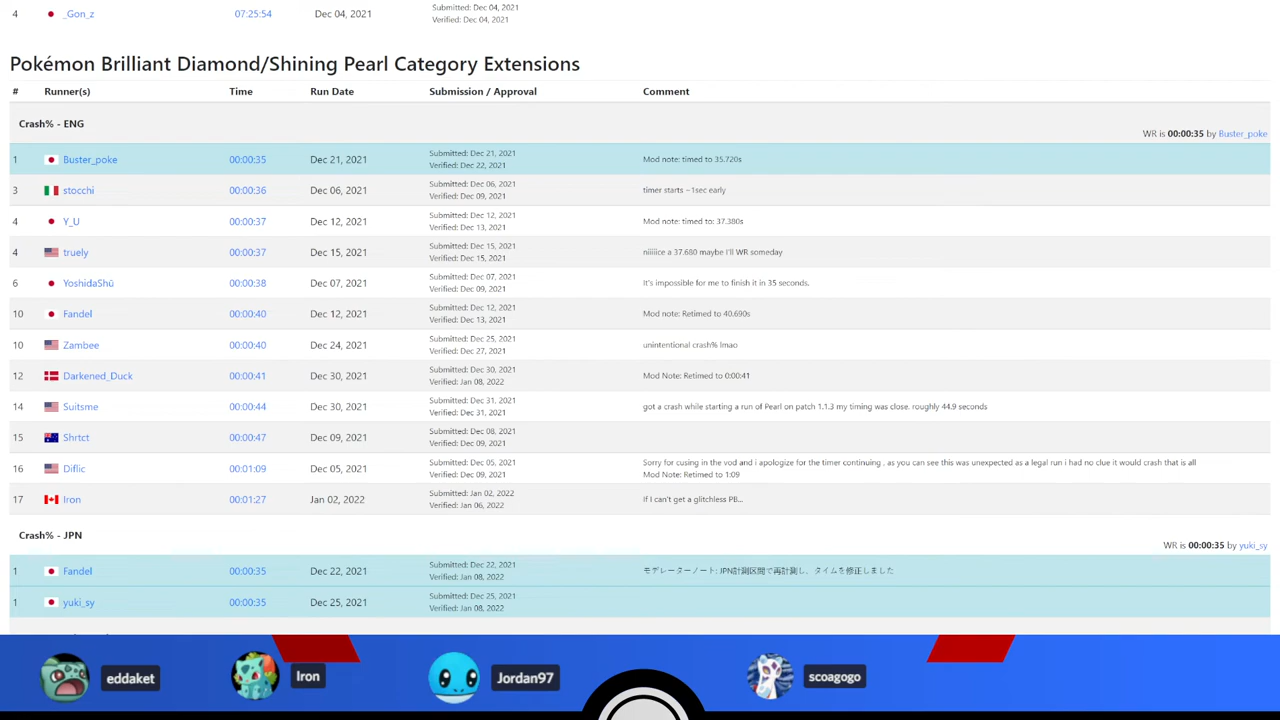 4 _Gon_z 07:25:54 Dec 04, 2021 Submitted: Dec 04, 2021
Verified: Dec 04, 2021
Pokémon Brilliant Diamond/Shining Pearl Category Extensions
# Runner(s) Time Run Date Submission / Approval Comment
Crash% - ENG
WR is 00:00:35 by Buster_poke
1 Buster_poke 00:00:35 Dec 21, 2021 Submitted: Dec 21, 2021 Mod note: timed to 35.720s
Verified: Dec 22, 2021
3 stocchi 00:00:36 Dec 06, 2021 Submitted: Dec 06, 2021 timer starts ~1sec early
Verified: Dec 09, 2021
4 Y_U 00:00:37 Dec 12, 2021 Submitted: Dec 12, 2021 Mod note: timed to: 37.380s
Verified: Dec 13, 2021
4 truely 00:00:37 Dec 15, 2021 Submitted: Dec 15, 2021 niiiiice a 37.680 maybe I'll WR someday
Verified: Dec 15, 2021
6 YoshidaShū 00:00:38 Dec 07, 2021 Submitted: Dec 07, 2021 It's impossible for me to finish it in 35 seconds.
Verified: Dec 09, 2021
10 Fandel 00:00:40 Dec 12, 2021 Submitted: Dec 12, 2021 Mod note: Retimed to 40.690s
Verified: Dec 13, 2021
10 Zambee 00:00:40 Dec 24, 2021 Submitted: Dec 25, 2021 unintentional crash% lmao
Verified: Dec 27, 2021
12 Darkened_Duck 00:00:41 Dec 30, 2021 Submitted: Dec 30, 2021 Mod Note: Retimed to 0:00:41
Verified: Jan 08, 2022
14 Suitsme 00:00:44 Dec 30, 2021 Submitted: Dec 31, 2021 got a crash while starting a run of Pearl on patch 1.1.3 my timing was close. roughly 44.9 seconds
Verified: Dec 31, 2021
15 Shrtct 00:00:47 Dec 09, 2021 Submitted: Dec 08, 2021
Verified: Dec 09, 2021
16 Diflic 00:01:09 Dec 05, 2021 Submitted: Dec 05, 2021 Sorry for cusing in the vod and i apologize for the timer continuing , as you can see this was unexpected as a legal run i had no clue it would crash that is all
Verified: Dec 09, 2021 Mod Note: Retimed to 1:09
17 Iron 00:01:27 Jan 02, 2022 Submitted: Jan 02, 2022 If I can't get a glitchless PB...
Verified: Jan 06, 2022
Crash% - JPN
WR is 00:00:35 by yuki_sy
1 Fandel 00:00:35 Dec 22, 2021 Submitted: Dec 22, 2021 モデレーターノート: JPN計測区間で再計測し、タイムを修正しました
Verified: Jan 08, 2022
1 yuki_sy 00:00:35 Dec 25, 2021 Submitted: Dec 25, 2021
Verified: Jan 08, 2022
eddaket Iron Jordan97 scoagogo